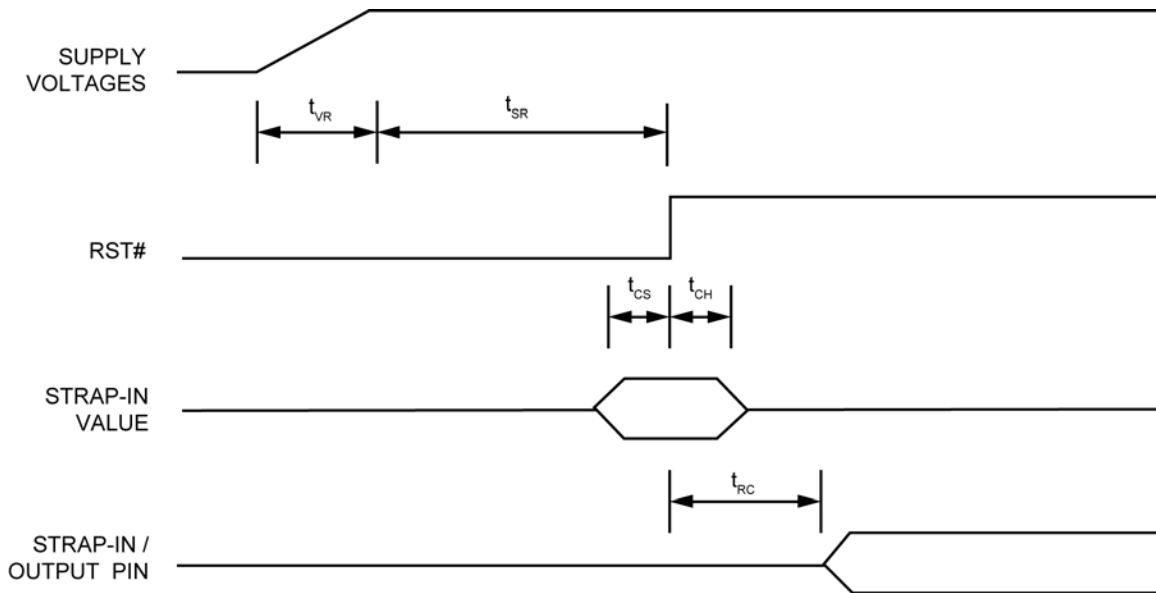 SUPPLY
VOLTAGES
tVR
tSR
RST#
tCS
tCH
STRAP-IN
VALUE
tRC
STRAP-IN /
OUTPUT PIN